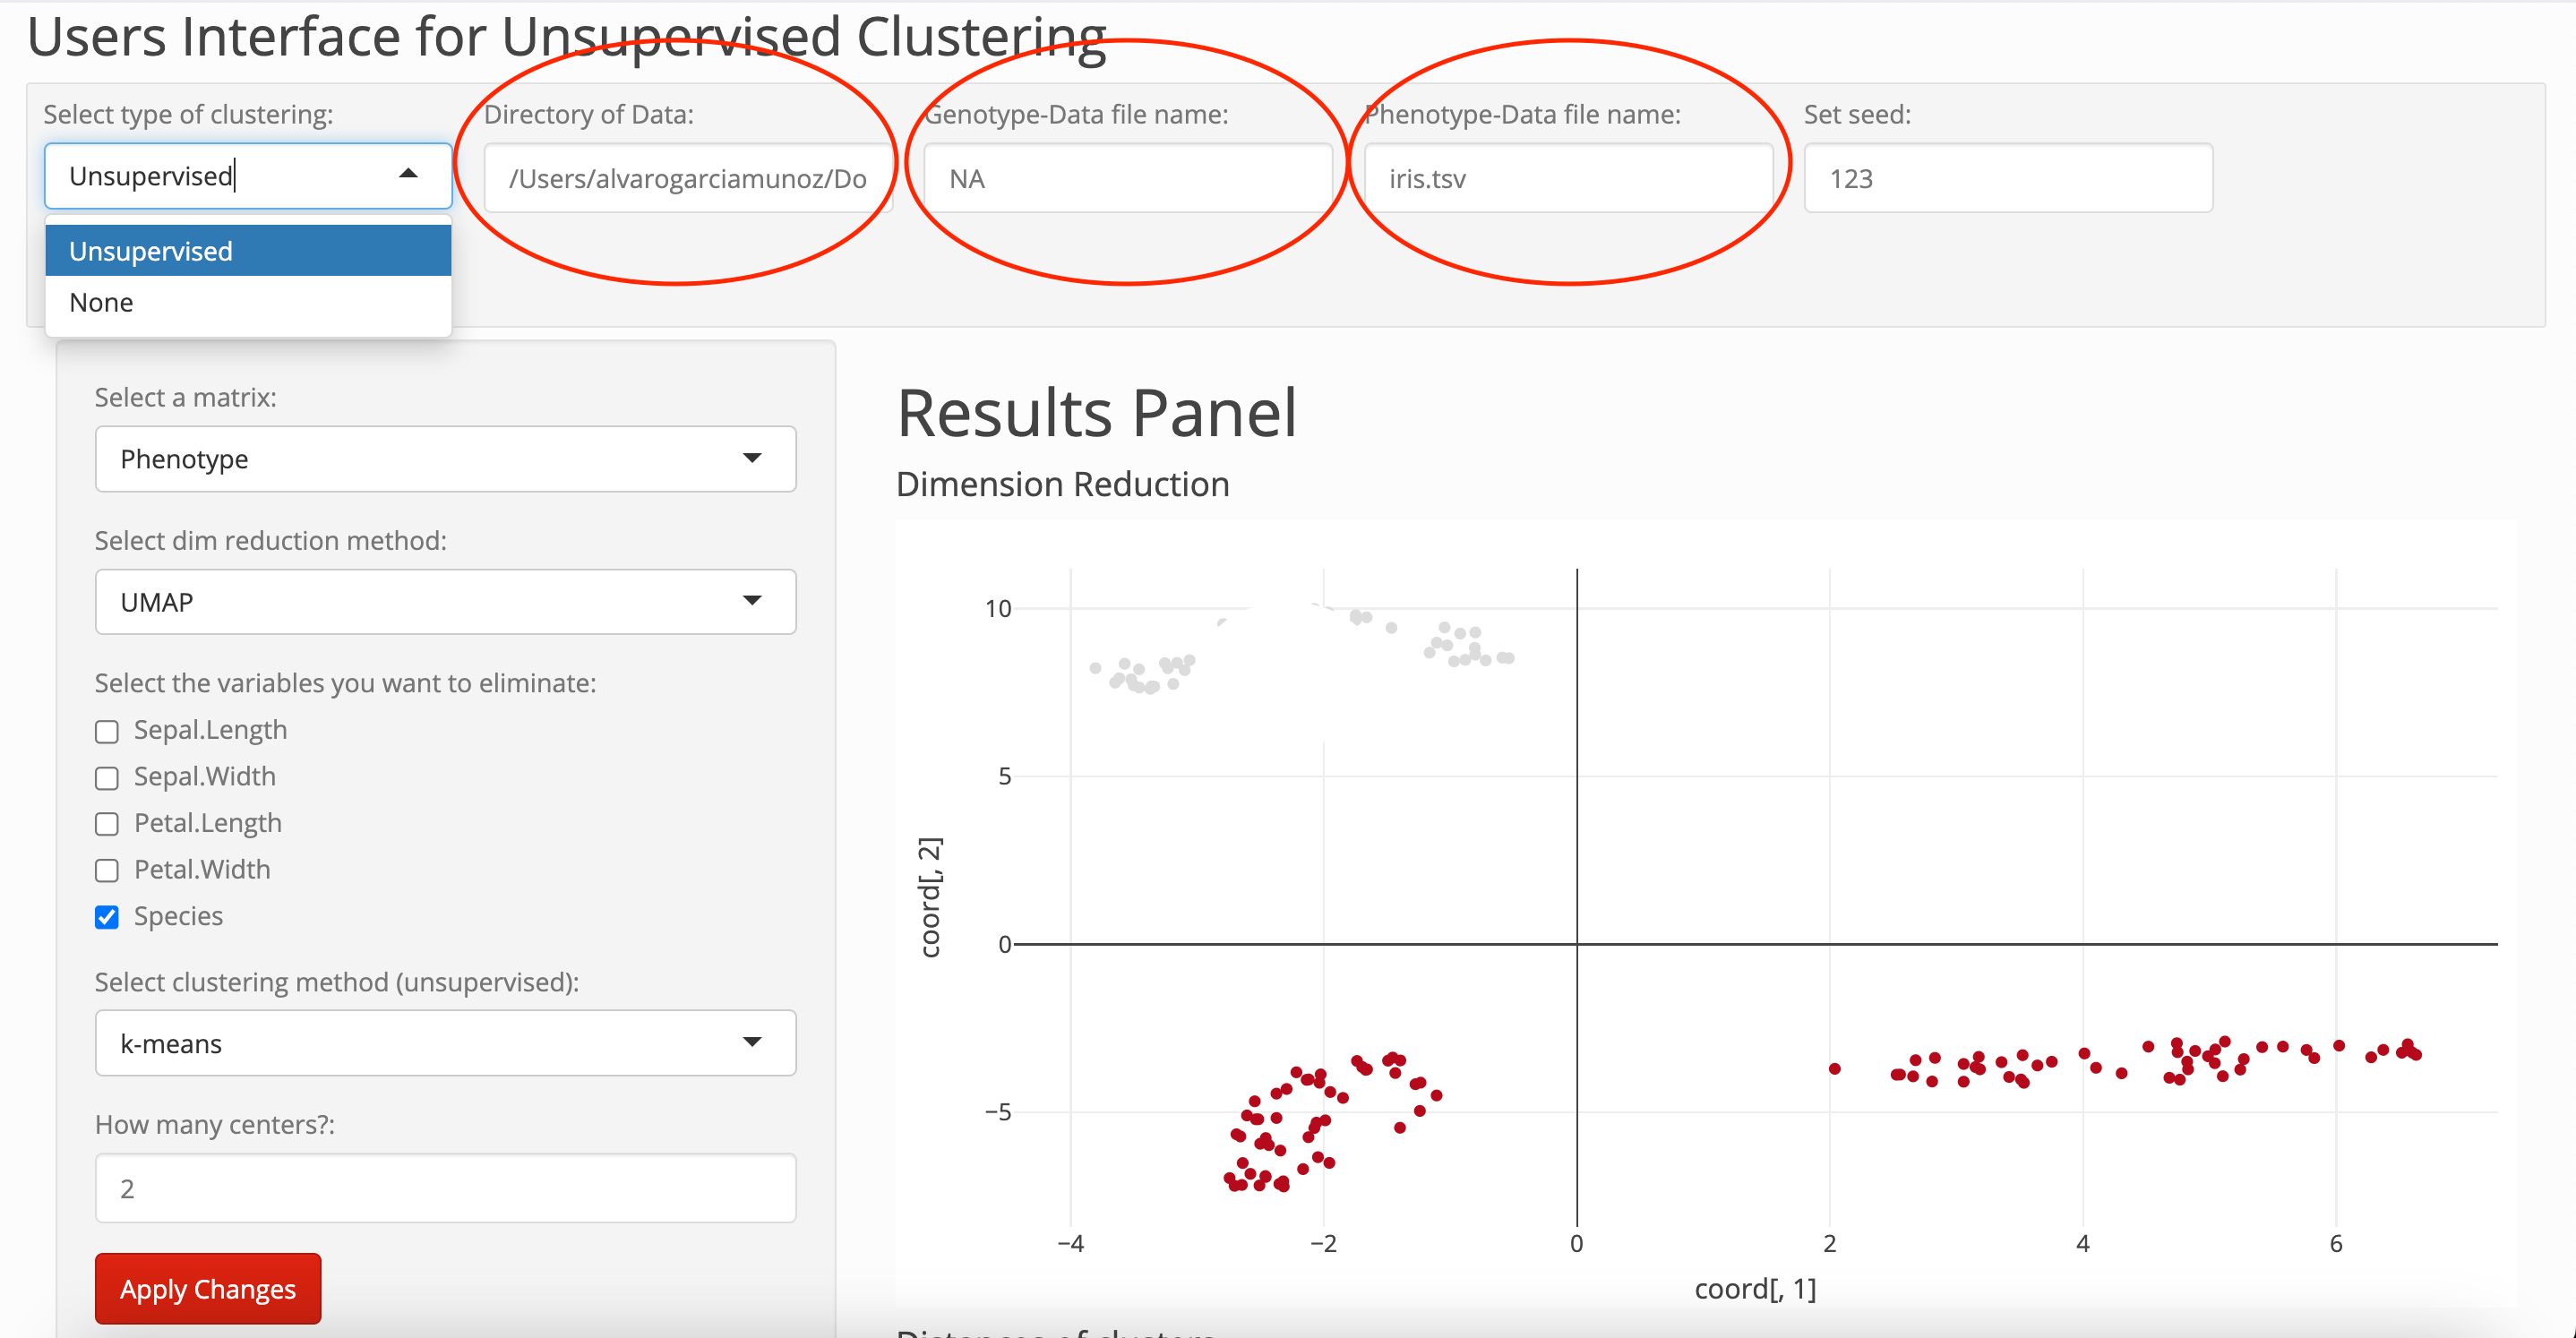 Users Interface for Unsupervised Clustering
Select type of clustering:
Directory of Data:
Genotype-Data file name:
Phenotype-Data file name:
Set seed:
Unsupervised
/Users/alvarogarciamunoz/Do
NA
iris.tsv
123
Unsupervised
None
Select a matrix:
Phenotype
Select dim reduction method:
UMAP
Select the variables you want to eliminate:
Sepal.Length
Sepal.Width
Petal.Length
Petal.Width
Species
Select clustering method (unsupervised):
k-means
How many centers?:
2
Apply Changes
Results Panel
Dimension Reduction
10
5
0
−5
coord[, 2]
−4
−2
0
2
4
6
coord[, 1]
Distances of clusters